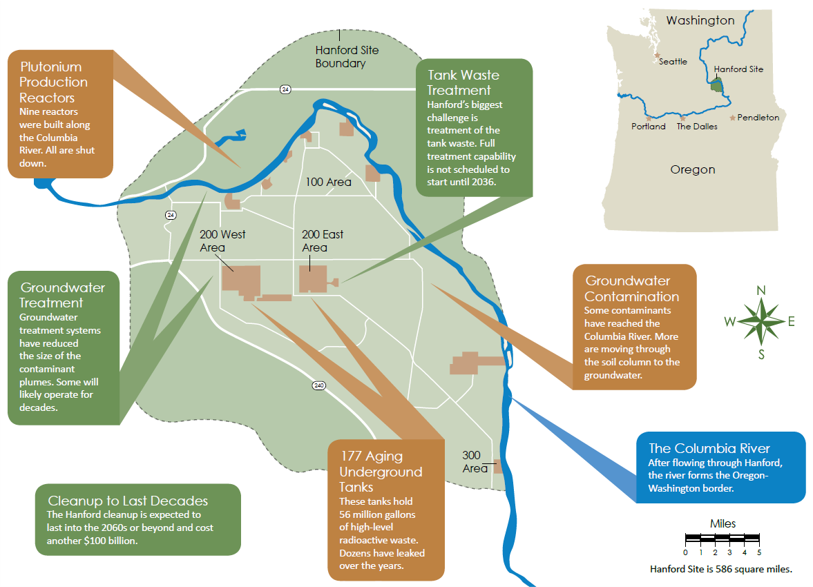 Washington
Seattle
Hanford Site
Portland
The Dalles
Pendleton
Oregon
Hanford Site
Boundary
24
Plutonium
Production
Reactors
Nine reactors
were built along
the Columbia
River. All are shut
down.
Tank Waste
Treatment
Hanford's biggest
challenge is
treatment of the
tank waste. Full
treatment capability
is not scheduled to
start until 2036.
100 Area
24
200 West
Area
200 East
Area
Groundwater
Treatment
Groundwater
treatment systems
have reduced
the size of the
contaminant
plumes. Some will
likely operate for
decades.
Groundwater
Contamination
Some contaminants
have reached the
Columbia River. More
are moving through
the soil column to the
groundwater.
N
W
E
S
240
177 Aging
Underground
Tanks
These tanks hold
56 million gallons
of high-level
radioactive waste.
Dozens have leaked
over the years.
300
Area
The Columbia River
After flowing through Hanford,
the river forms the Oregon-
Washington border.
Cleanup to Last Decades
The Hanford cleanup is expected to
last into the 2060s or beyond and cost
another $100 billion.
Miles
0 1 2 3 4 5
Hanford Site is 586 square miles.